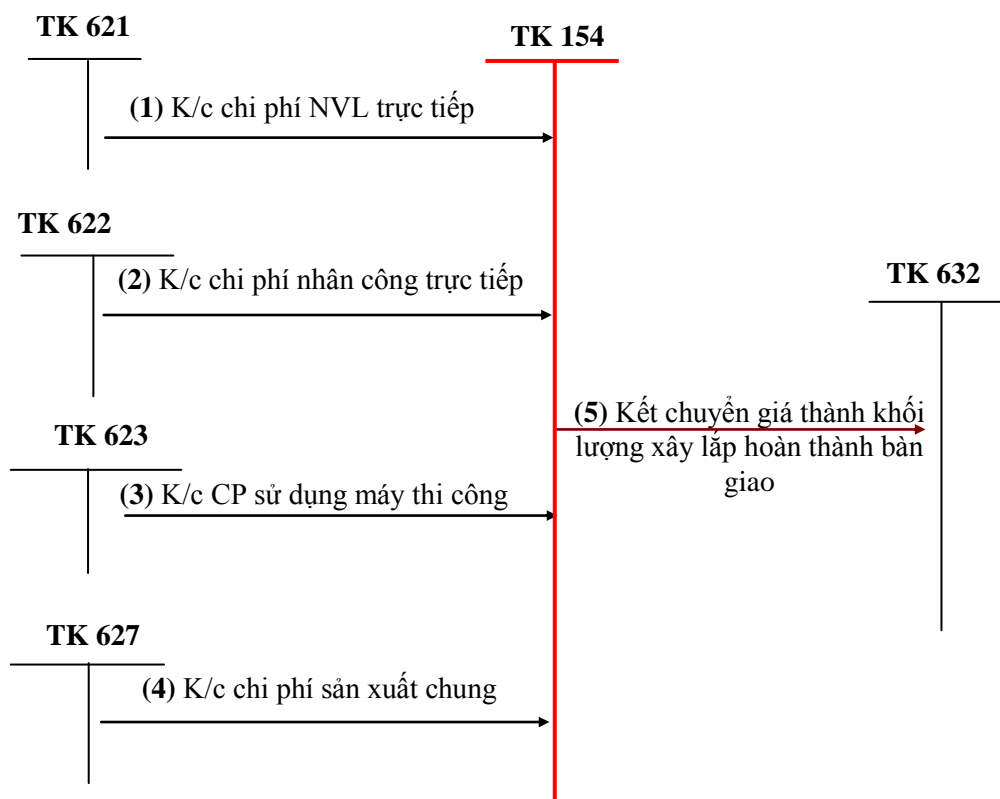 TK 621
TK 154
(1) K/c chi phí NVL trực tiếp
TK 622
(2) K/c chi phí nhân công trực tiếp
TK 632
(5) Kết chuyển giá thành khối
lượng xây lắp hoàn thành bàn
giao
TK 623
(3) K/c CP sử dụng máy thi công
TK 627
(4) K/c chi phí sản xuất chung